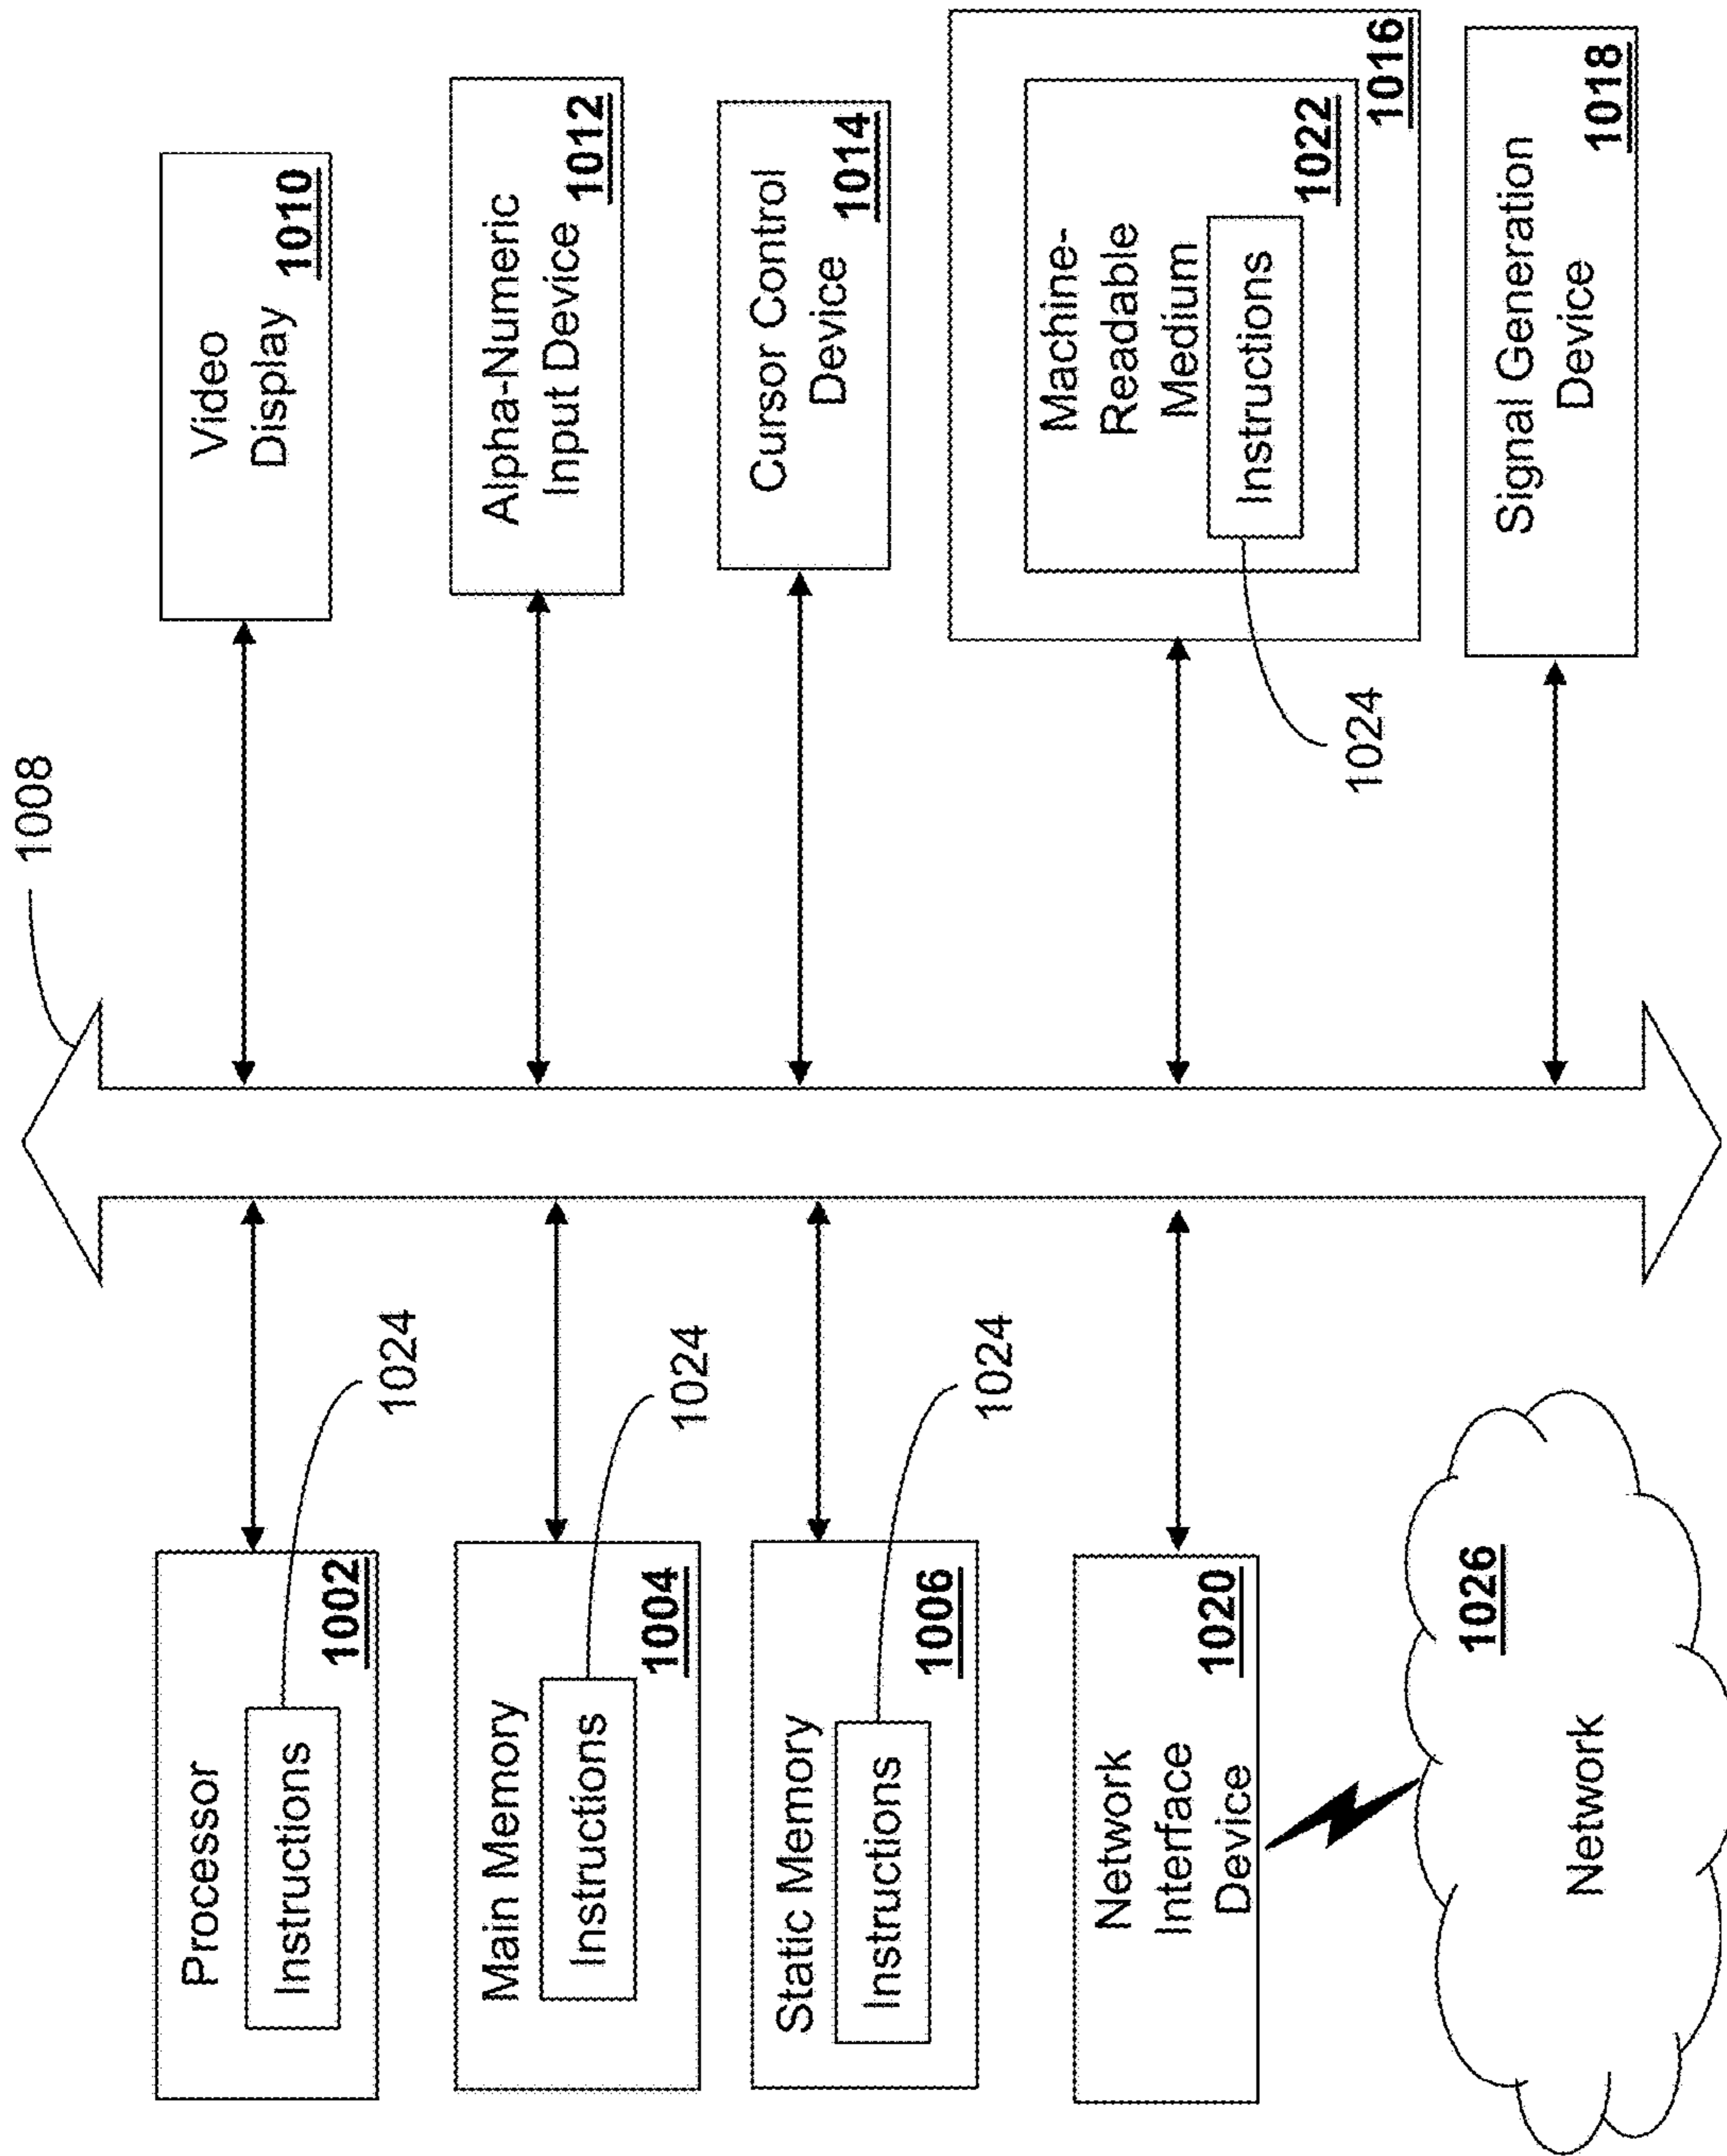 1008
Processor
Instructions
1002
1024
Main Memory
Instructions
1004
1024
Static Memory
Instructions
1006
1024
Network
Interface
Device
1020
1026
Network
Video
Display
1010
Alpha-Numeric
Input Device
1012
Cursor Control
Device
1014
Machine-
Readable
Medium
Instructions
1022
1016
1024
Signal Generation
Device
1018